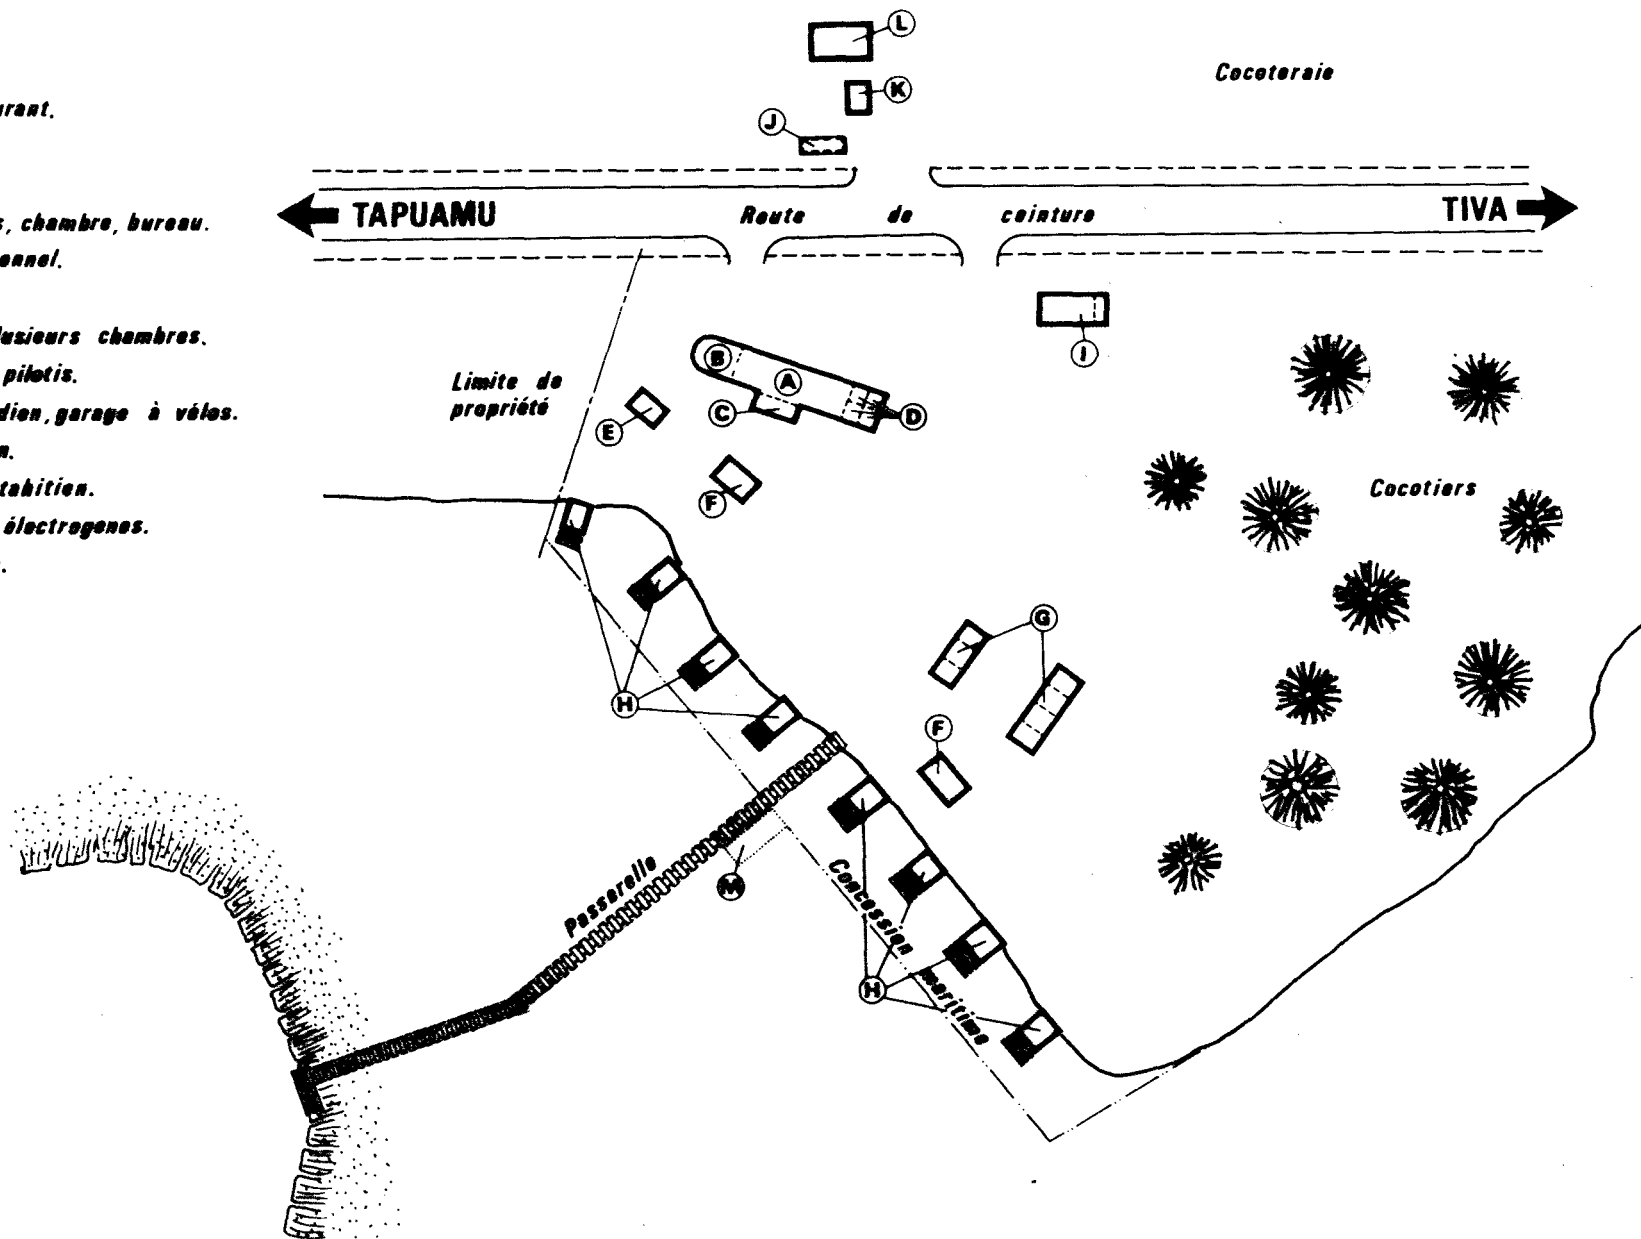 urant.
s, chambre, bureau.
onnel.
lusieurs chambres.
pilotis.
dien, garage à vélos.
n.
tahitien.
électrogenes.
L
K
J
Cocoteraie
TAPUAMU
Route de ceinture
TIVA
I
Limite de
propriété
B
A
C
D
E
F
Cocotiers
G
H
F
Passerelle
M
Concession maritime
H